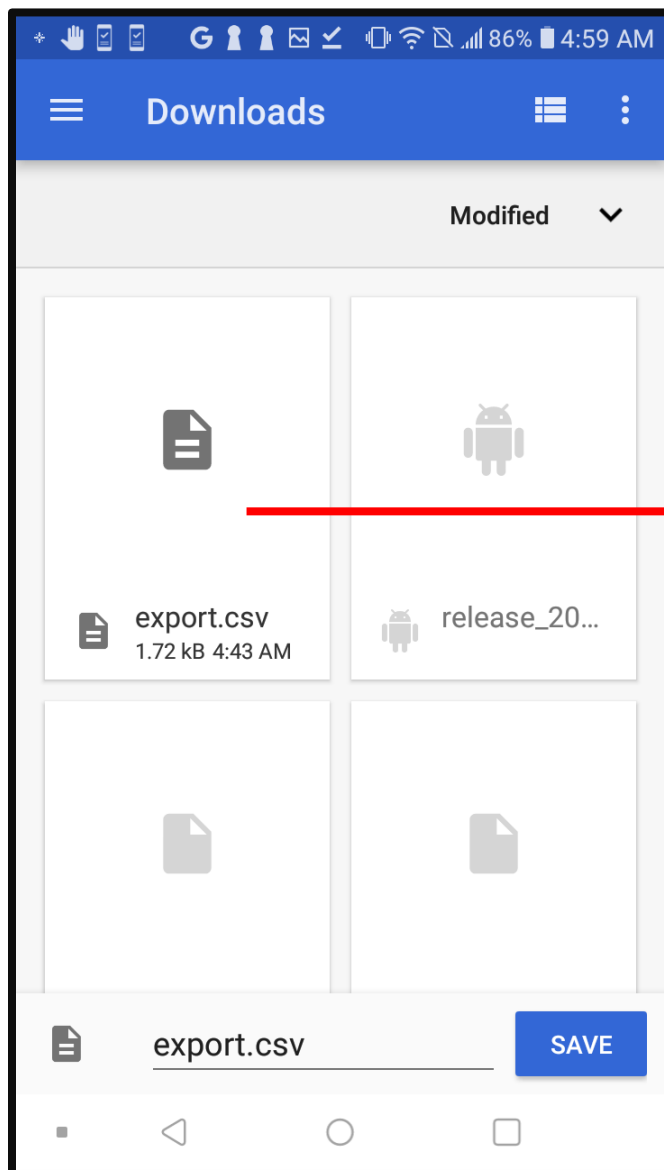 G 86% 4:59 AM
Downloads
Modified
export.csv
1.72 kB 4:43 AM
release_20...
export.csv
SAVE